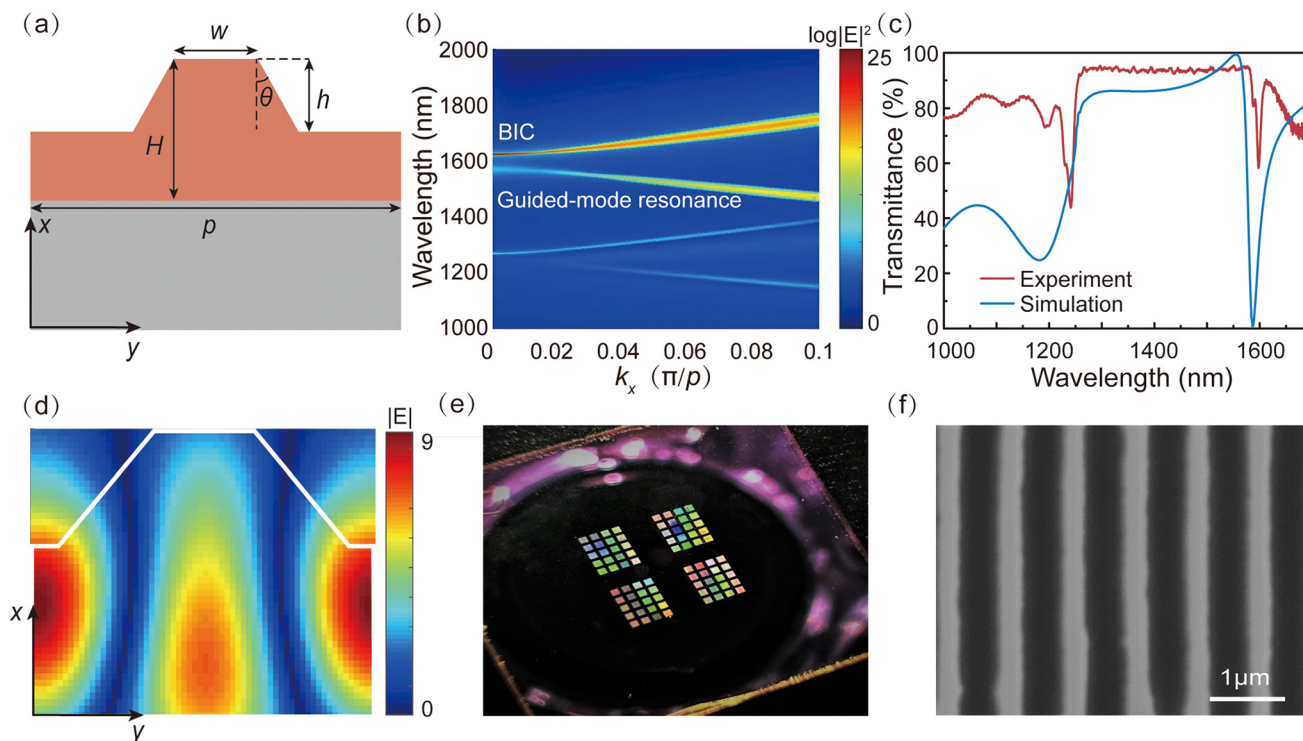 (a)
w
θ
h
H
p
x
y
(b)
log|E|²
2000
1800
1600
1400
1200
1000
Wavelength (nm)
BIC
Guided-mode resonance
25
0
0
0.02
0.04
0.06
0.08
0.1
kₓ (π/p)
(c)
100
80
60
40
20
0
Transmittance (%)
Experiment
Simulation
1000
1200
1400
1600
Wavelength (nm)
(d)
|E|
9
0
x
y
(e)
(f)
1μm